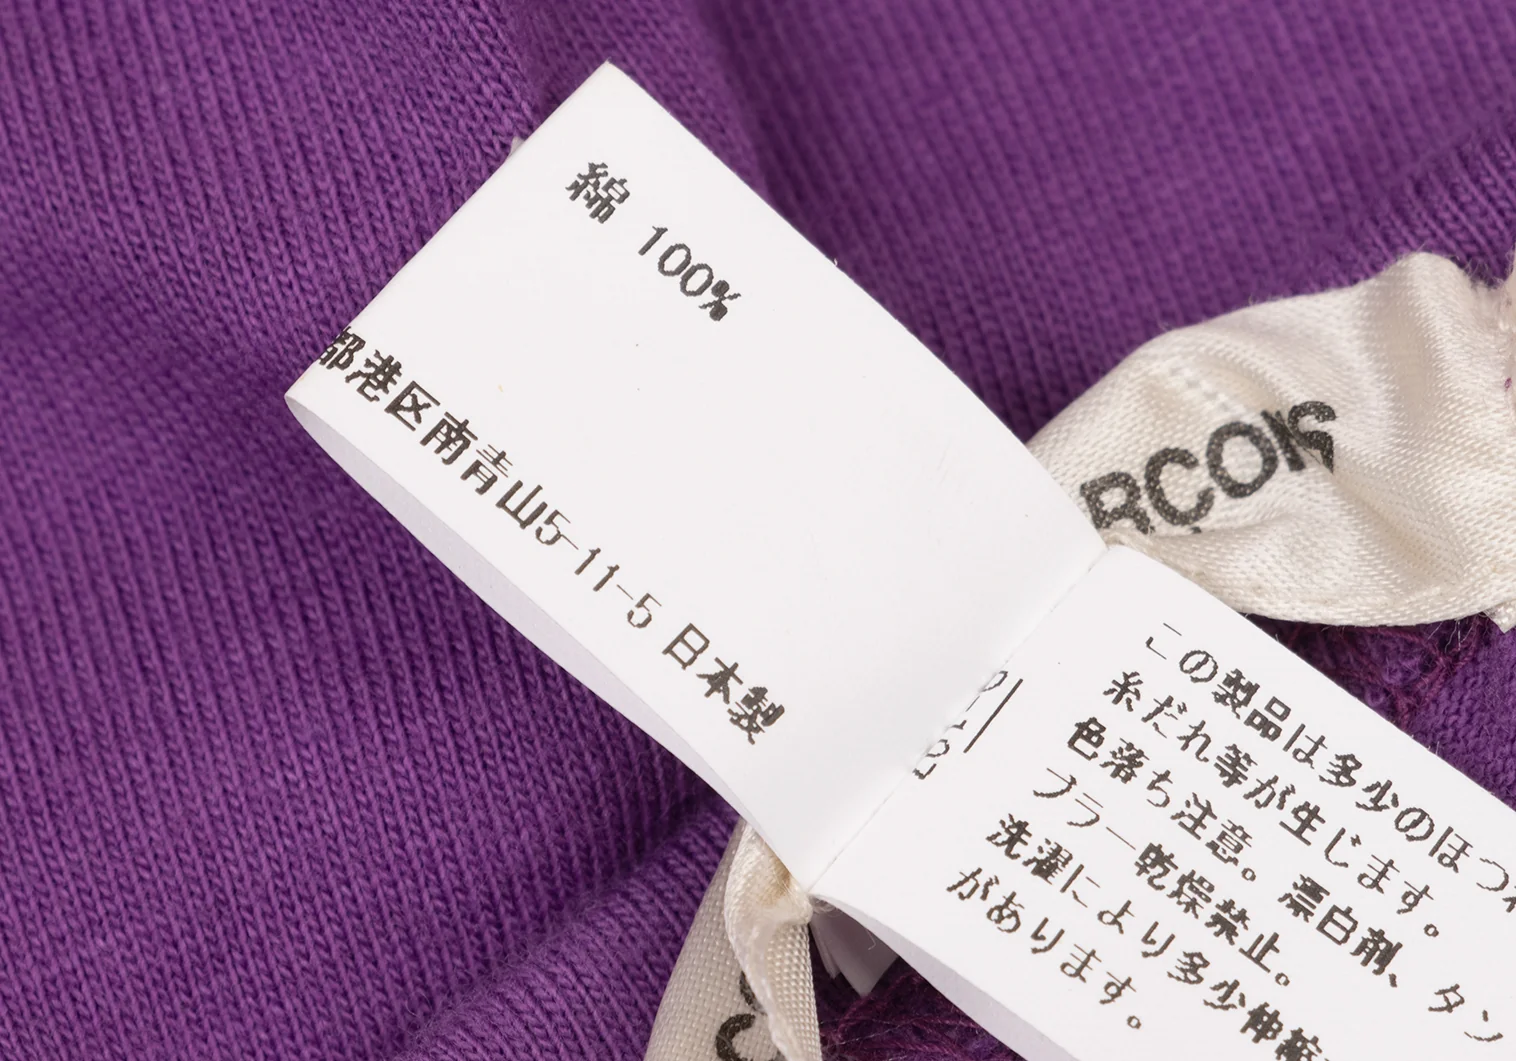 綿 100%
都港区南青山5-11-5 日本製
RÇONS
この製品は多少のほつれ
糸だれ等が生じます。
色落ち注意。漂白剤、タン
ブラー乾燥禁止。
洗濯により多少伸縮
があります。